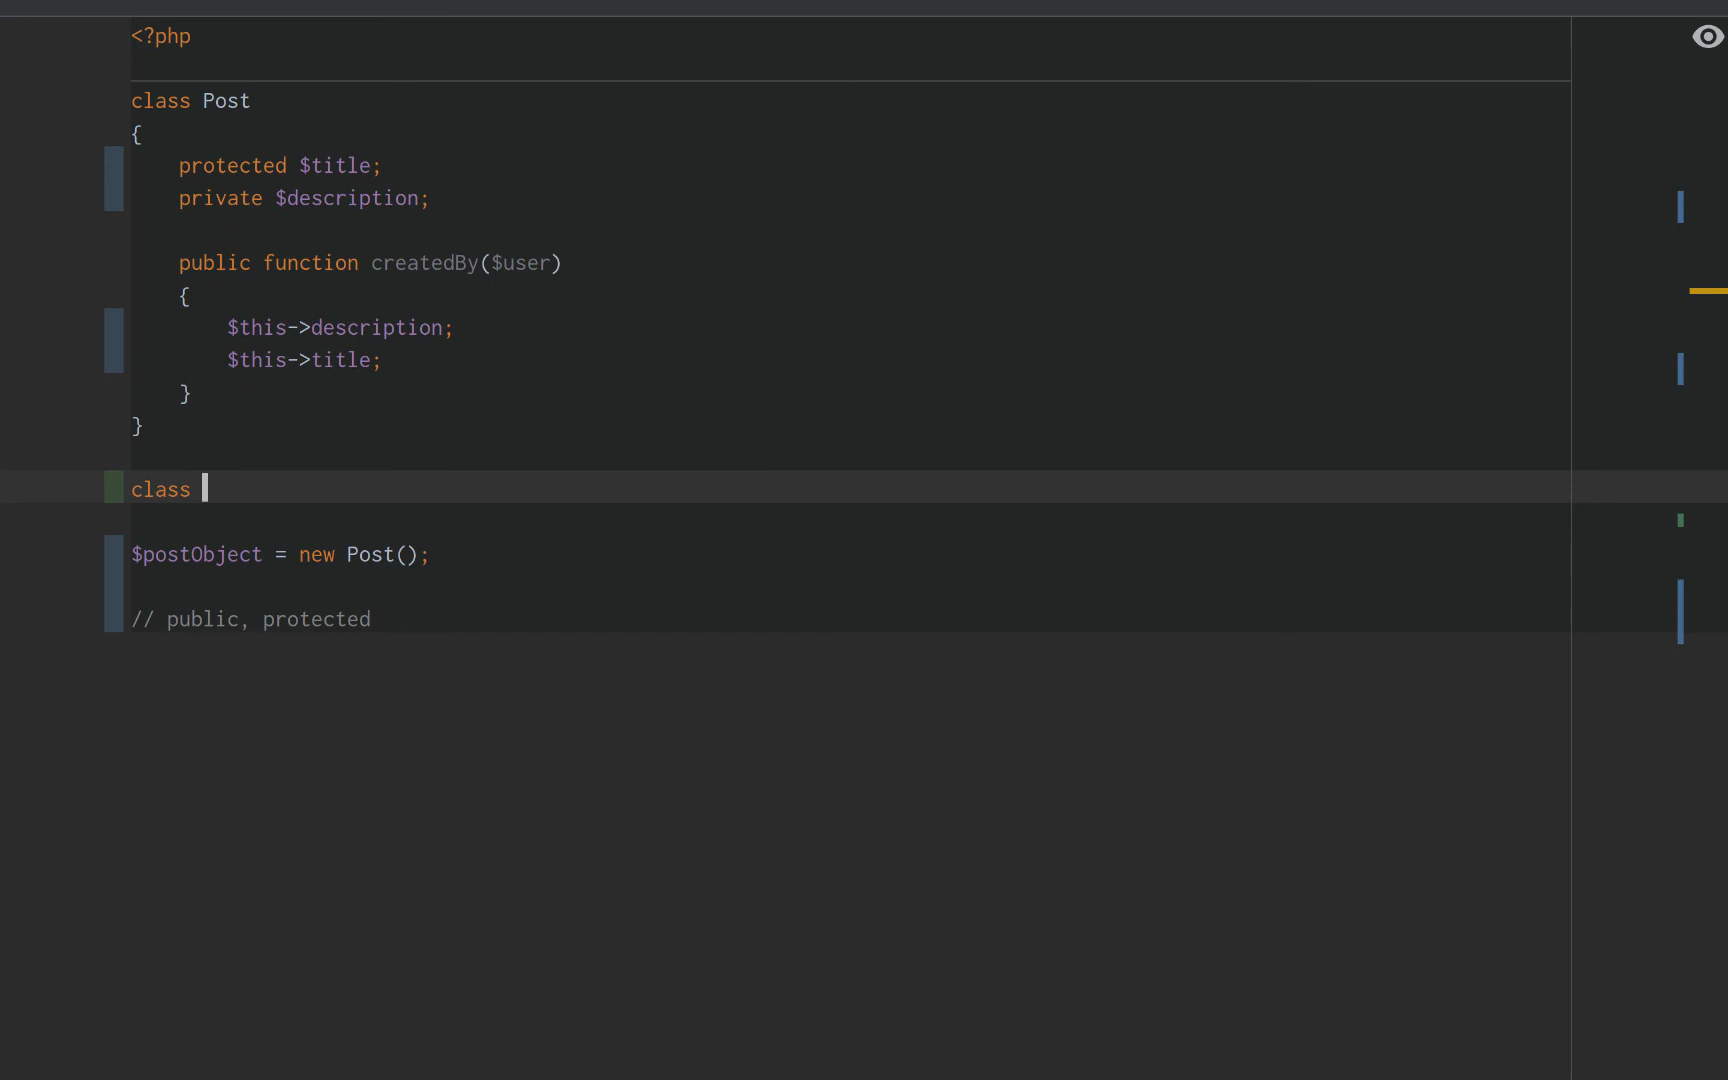 <?php
class Post
{
    protected $title;
    private $description;
    public function createdBy($user)
    {
        $this->description;
        $this->title;
    }
}
class
$postObject = new Post();
// public, protected